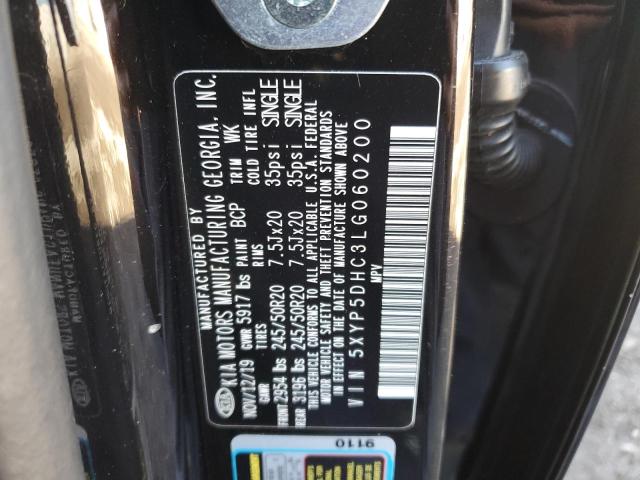 MANUFACTURED BY
KIA KIA MOTORS MANUFACTURING GEORGIA, INC.
NOV/12/19 GVWR 5917 lbs PAINT BCP TRIM WK
GAWR TIRES RIMS COLD TIRE INFL
FRONT 2954 lbs 245/50R20 7.5Jx20 35psi SINGLE
REAR 3196 lbs 245/50R20 7.5Jx20 35psi SINGLE
THIS VEHICLE CONFORMS TO ALL APPLICABLE U.S.A. FEDERAL
MOTOR VEHICLE SAFETY AND THEFT PREVENTION STANDARDS
IN EFFECT ON THE DATE OF MANUFACTURE SHOWN ABOVE
VIN 5XYP5DHC3LG060200
MPV
9110